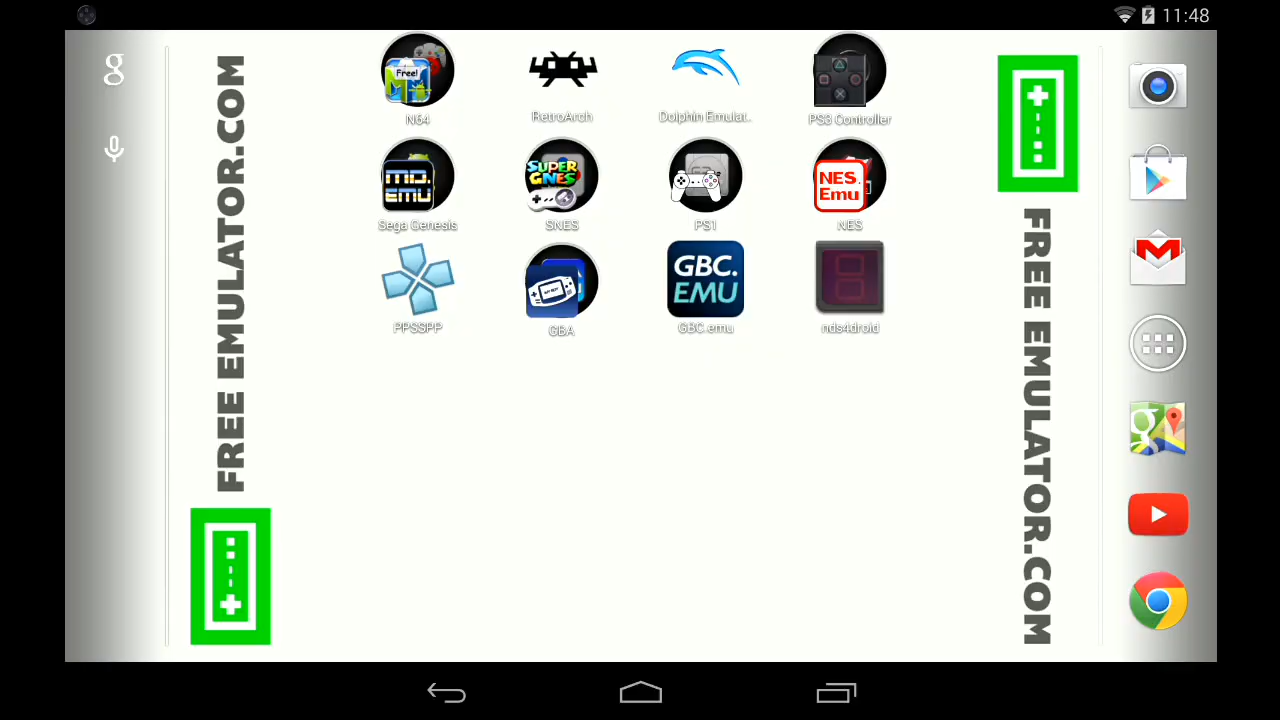 11:48
g
FREE EMULATOR.COM
Free!
N64
RetroArch
Dolphin Emulat..
PS3 Controller
MD.
EMU
Sega Genesis
SUPER
GNES
SNES
PS1
NES.
Emu
NES
PPSSPP
GBA
GBC.
EMU
GBC.emu
nds4droid
FREE EMULATOR.COM